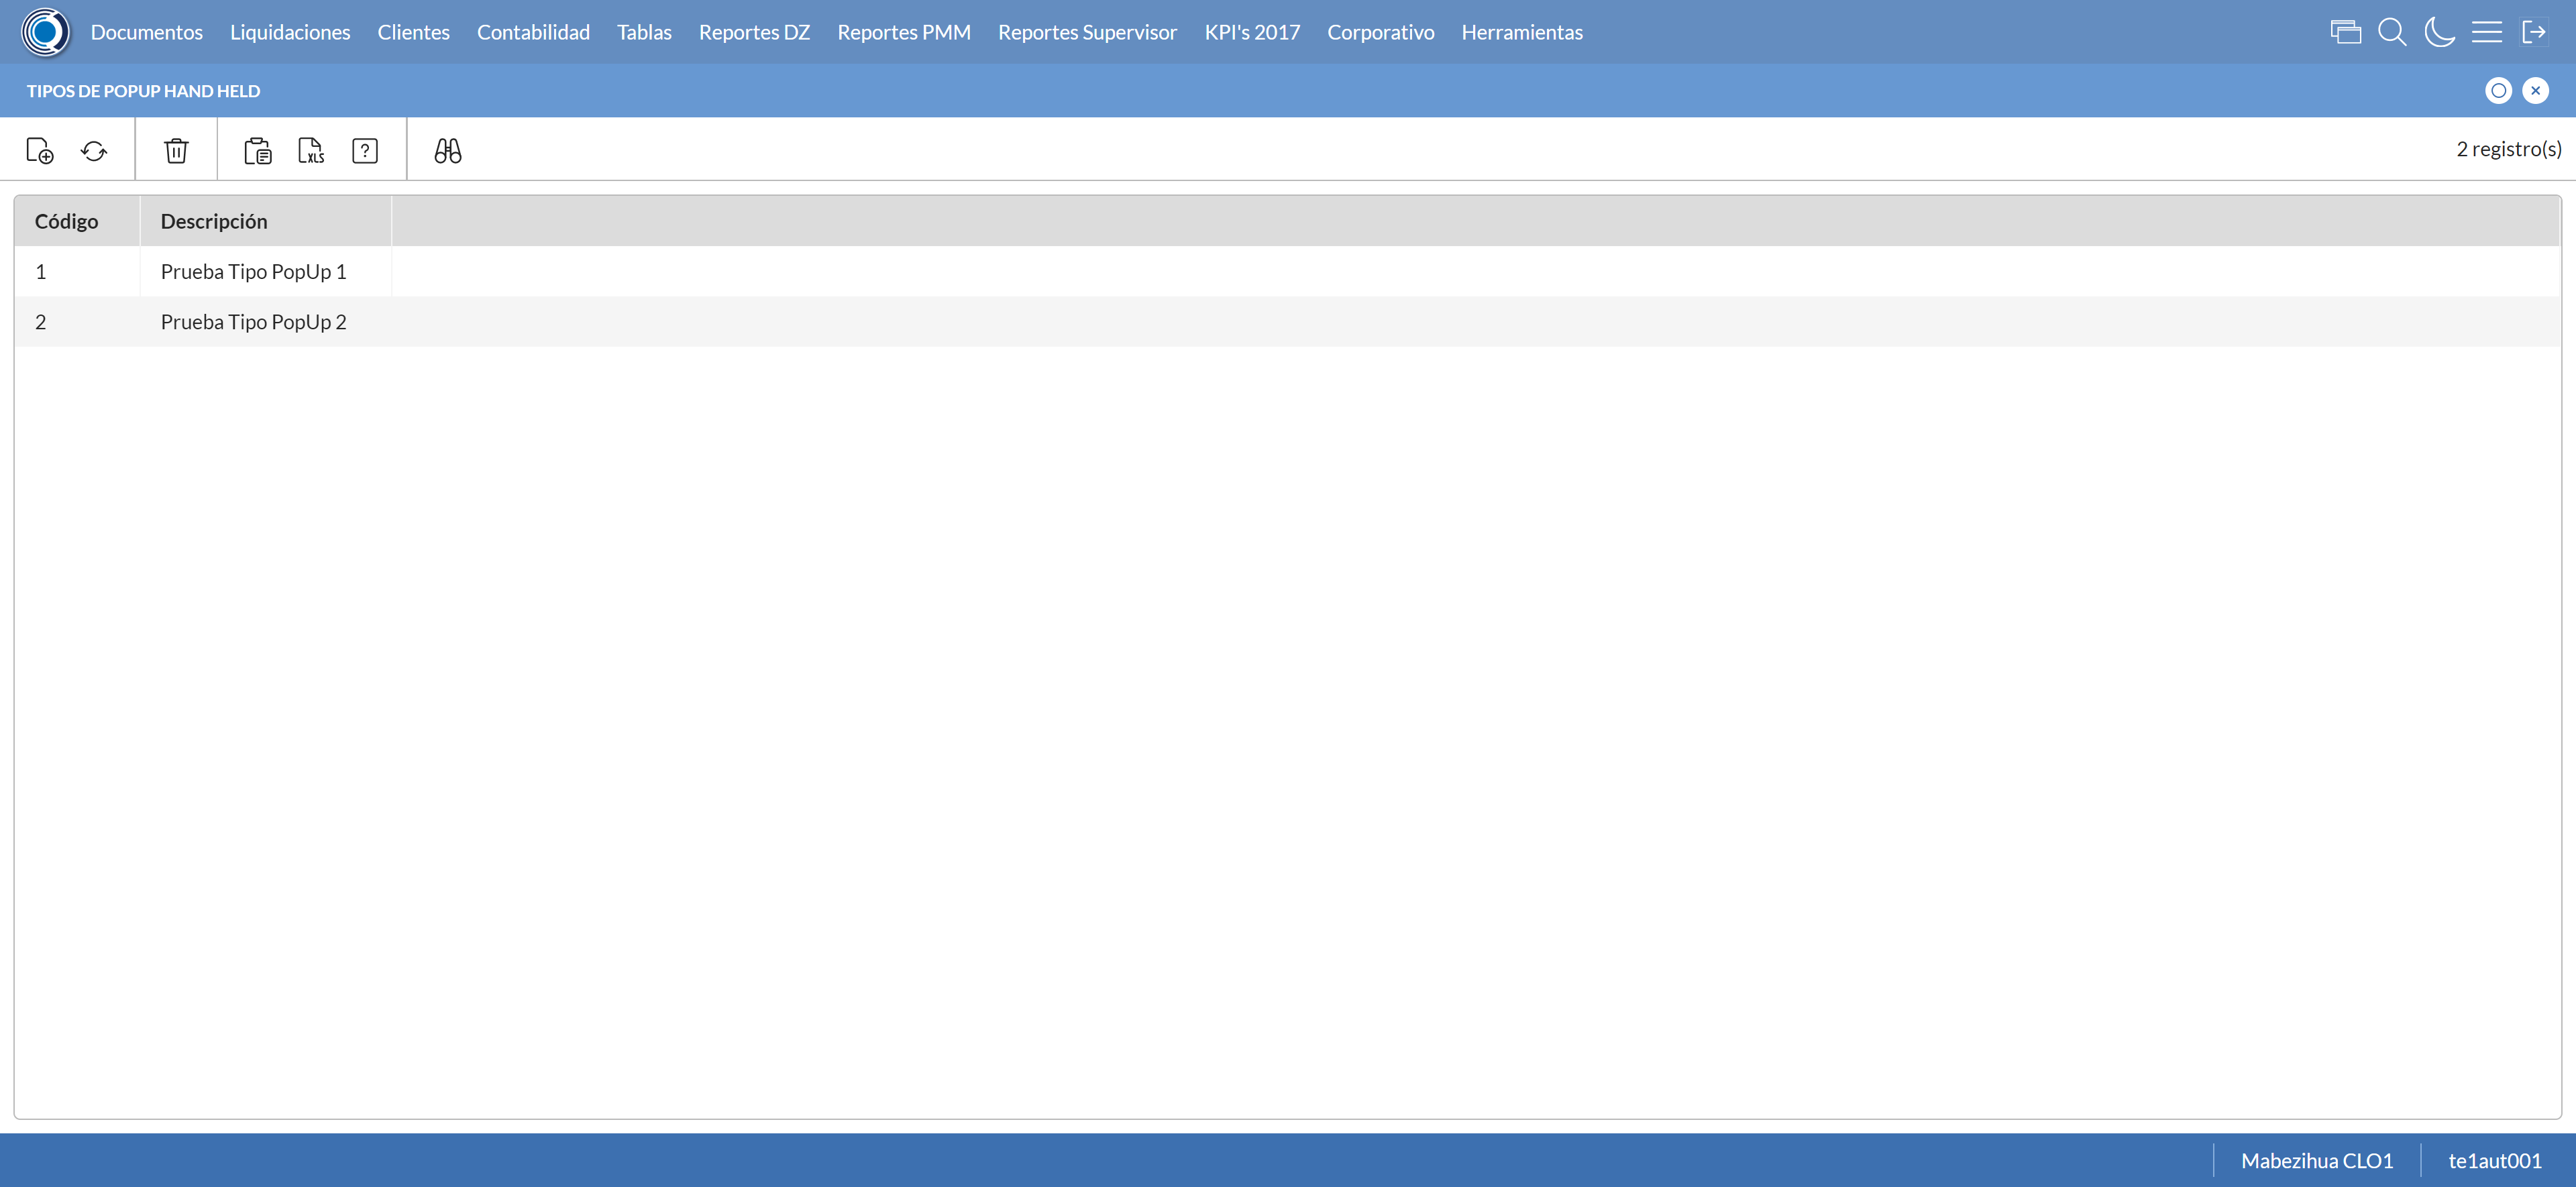 Documentos Liquidaciones Clientes Contabilidad Tablas Reportes DZ Reportes PMM Reportes Supervisor KPI's 2017 Corporativo Herramientas
TIPOS DE POPUP HAND HELD
XLS ? 2 registro(s)
Código Descripción
1 Prueba Tipo PopUp 1
2 Prueba Tipo PopUp 2
Mabezihua CLO1 te1aut001